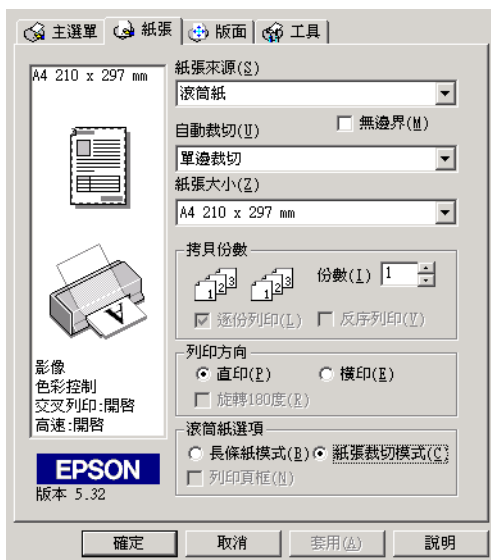 主選單 紙張 版面 工具
A4 210 x 297 mm
紙張來源(S)
滾筒紙
自動裁切(U) 無邊界(M)
單邊裁切
紙張大小(Z)
A4 210 x 297 mm
拷貝份數
份數(I) 1
逐份列印(L) 反序列印(V)
列印方向
直印(P) 橫印(E)
旋轉180度(R)
滾筒紙選項
長條紙模式(B) 紙張裁切模式(C)
列印頁框(N)
影像
色彩控制
交叉列印:開啓
高速:開啓
EPSON
版本 5.32
確定 取消 套用(A) 說明